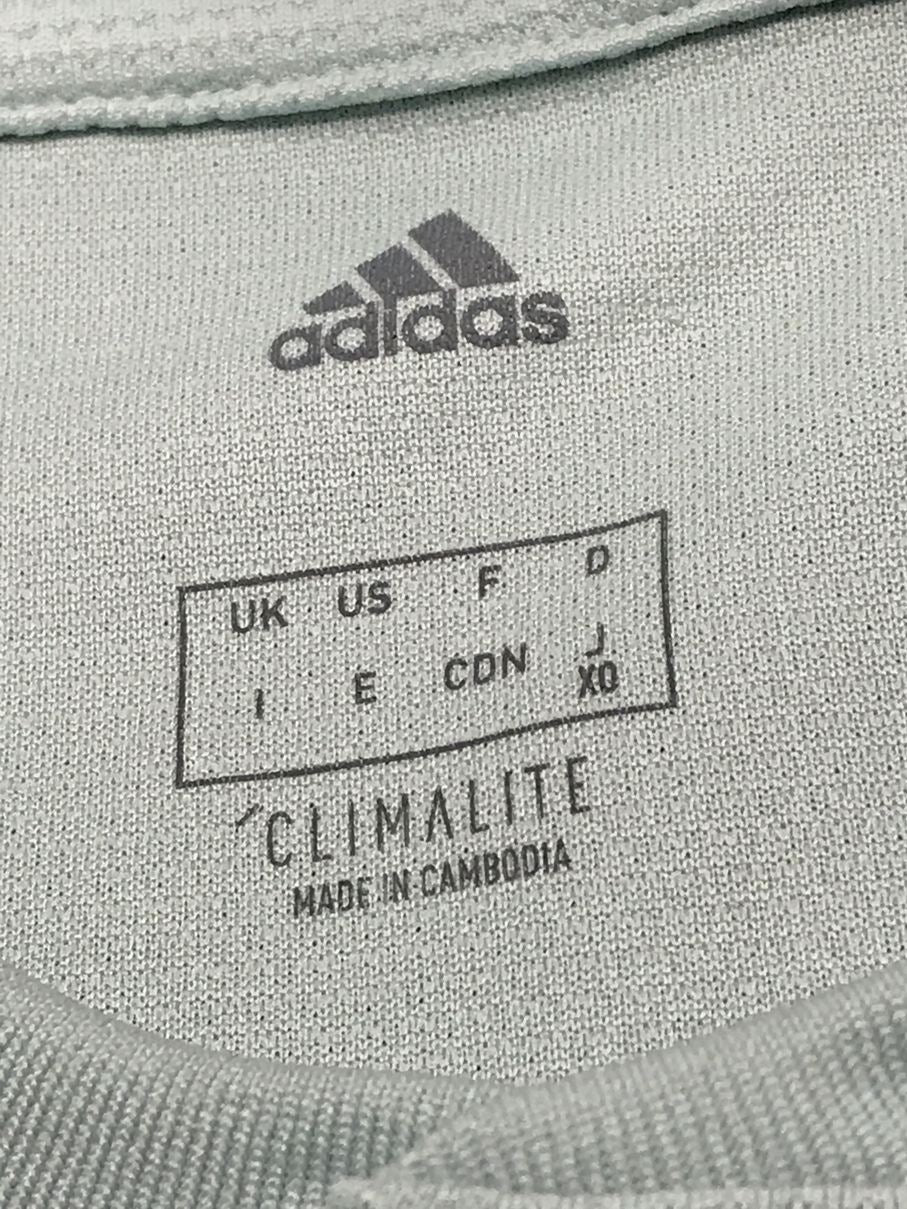 adidas
UK US F D
I E CDN J
XO
CLIMALITE
MADE IN CAMBODIA